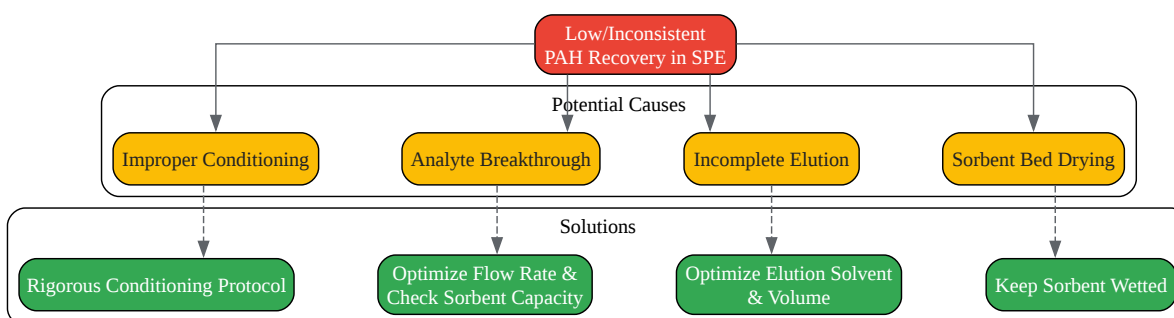 Low/Inconsistent
PAH Recovery in SPE
Potential Causes
Improper Conditioning
Analyte Breakthrough
Incomplete Elution
Sorbent Bed Drying
Solutions
Rigorous Conditioning Protocol
Optimize Flow Rate &
Check Sorbent Capacity
Optimize Elution Solvent
& Volume
Keep Sorbent Wetted